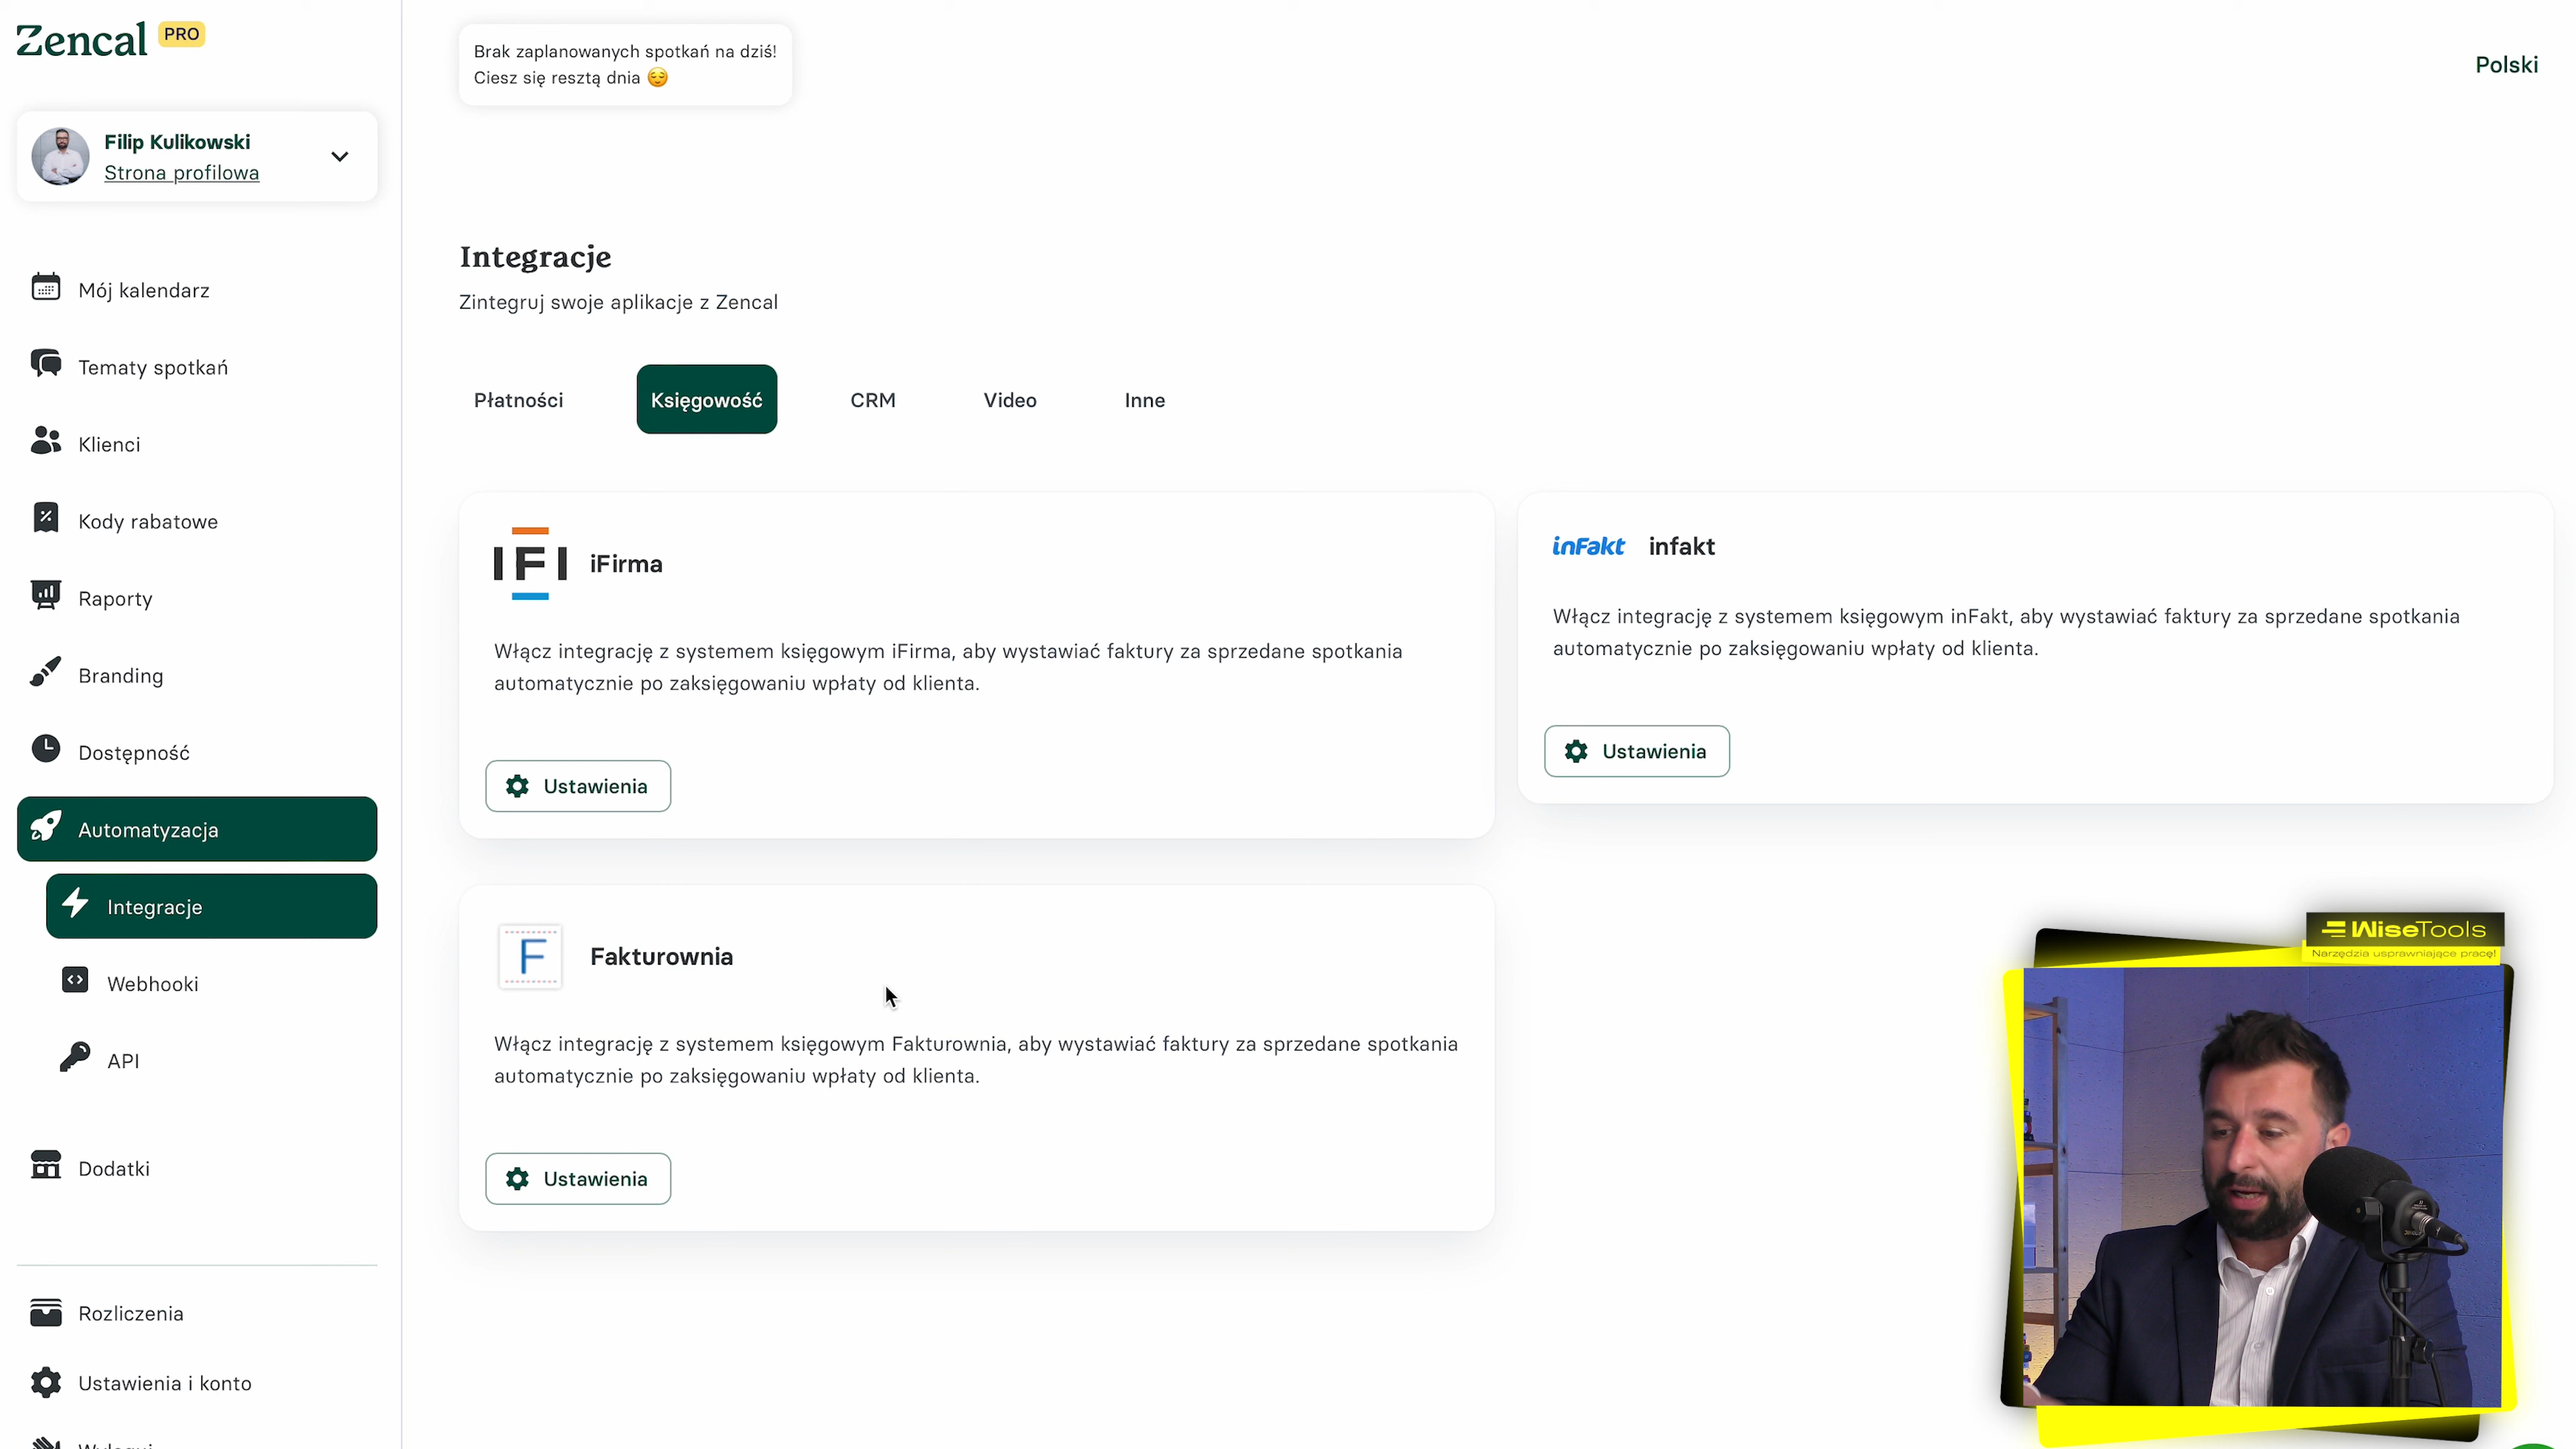 Zencal PRO
Brak zaplanowanych spotkań na dziś!
Ciesz się resztą dnia
Polski
Filip Kulikowski
Strona profilowa
Mój kalendarz
Tematy spotkań
Klienci
Kody rabatowe
Raporty
Branding
Dostępność
Automatyzacja
Integracje
Webhooki
API
Dodatki
Rozliczenia
Ustawienia i konto
Integracje
Zintegruj swoje aplikacje z Zencal
Płatności
Księgowość
CRM
Video
Inne
IFI iFirma
Włącz integrację z systemem księgowym iFirma, aby wystawiać faktury za sprzedane spotkania
automatycznie po zaksięgowaniu wpłaty od klienta.
Ustawienia
inFakt infakt
Włącz integrację z systemem księgowym inFakt, aby wystawiać faktury za sprzedane spotkania
automatycznie po zaksięgowaniu wpłaty od klienta.
Ustawienia
F Fakturownia
Włącz integrację z systemem księgowym Fakturownia, aby wystawiać faktury za sprzedane spotkania
automatycznie po zaksięgowaniu wpłaty od klienta.
Ustawienia
WiseTools
Narzędzia usprawniające pracę!